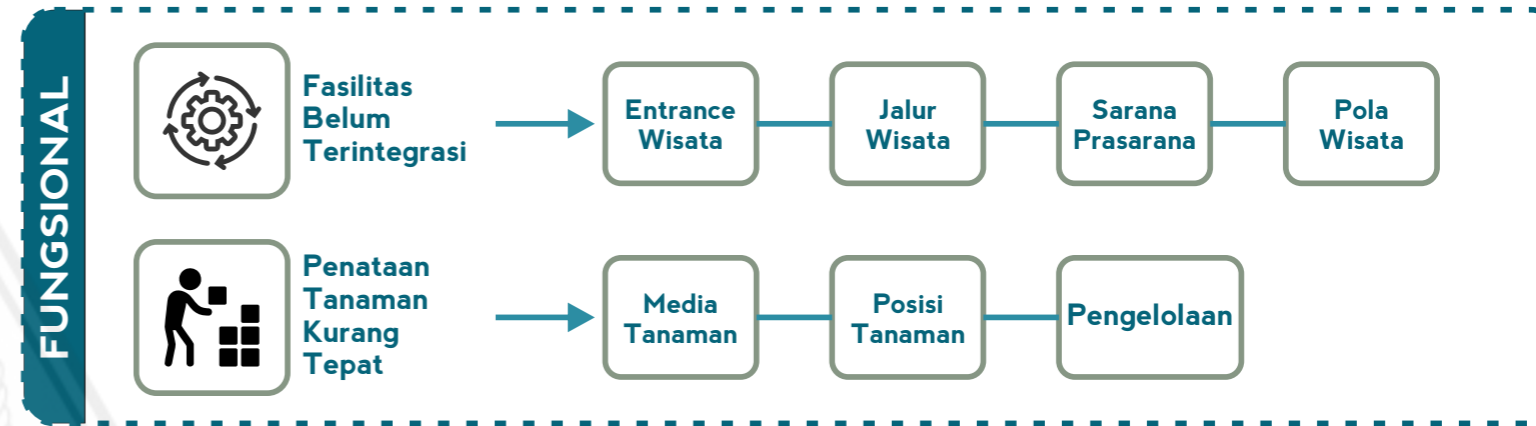 FUNGSIONAL
Fasilitas
Belum
Terintegrasi
Entrance
Wisata
Jalur
Wisata
Sarana
Prasarana
Pola
Wisata
Penataan
Tanaman
Kurang
Tepat
Media
Tanaman
Posisi
Tanaman
Pengelolaan